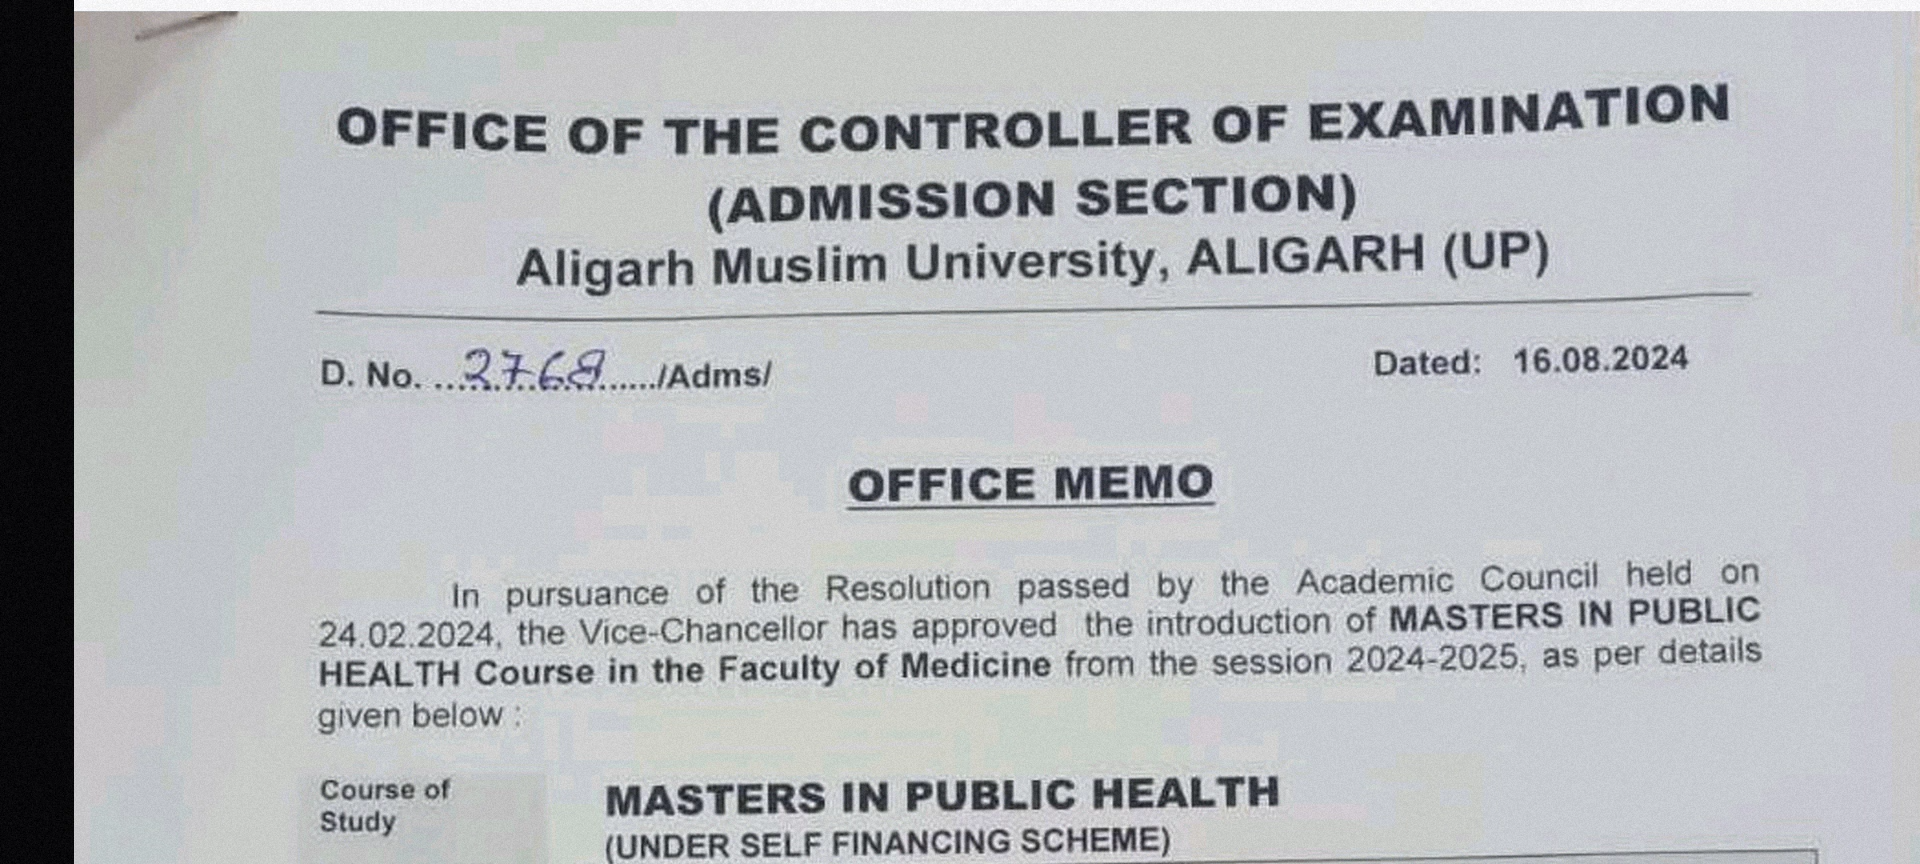 OFFICE OF THE CONTROLLER OF EXAMINATION
(ADMISSION SECTION)
Aligarh Muslim University, ALIGARH (UP)
D. No. ....2768....../Adms/ Dated: 16.08.2024
OFFICE MEMO
In pursuance of the Resolution passed by the Academic Council held on
24.02.2024, the Vice-Chancellor has approved the introduction of MASTERS IN PUBLIC
HEALTH Course in the Faculty of Medicine from the session 2024-2025, as per details
given below :
Course of
Study
MASTERS IN PUBLIC HEALTH
(UNDER SELF FINANCING SCHEME)